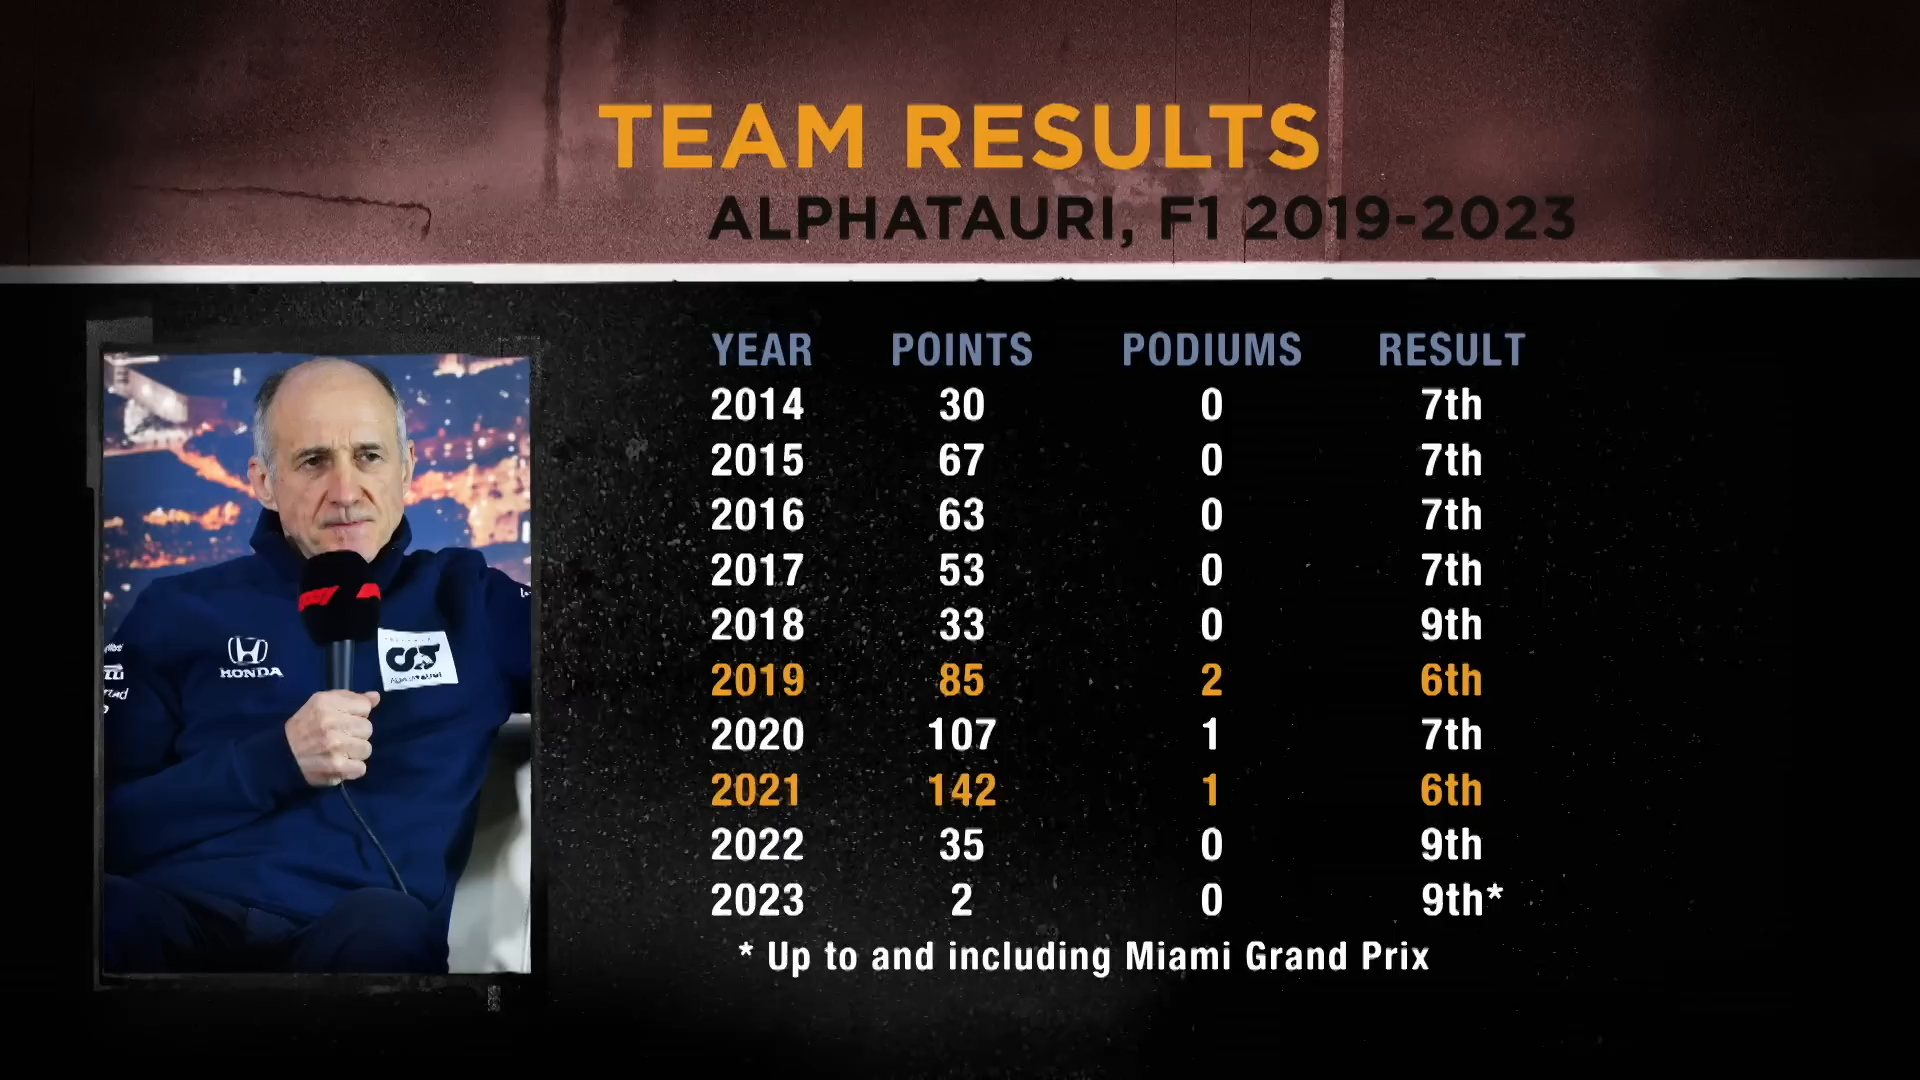 TEAM RESULTS
ALPHATAURI, F1 2019-2023
YEAR POINTS PODIUMS RESULT
2014 30 0 7th
2015 67 0 7th
2016 63 0 7th
2017 53 0 7th
2018 33 0 9th
2019 85 2 6th
2020 107 1 7th
2021 142 1 6th
2022 35 0 9th
2023 2 0 9th*
* Up to and including Miami Grand Prix
HONDA
ALPHATAURI